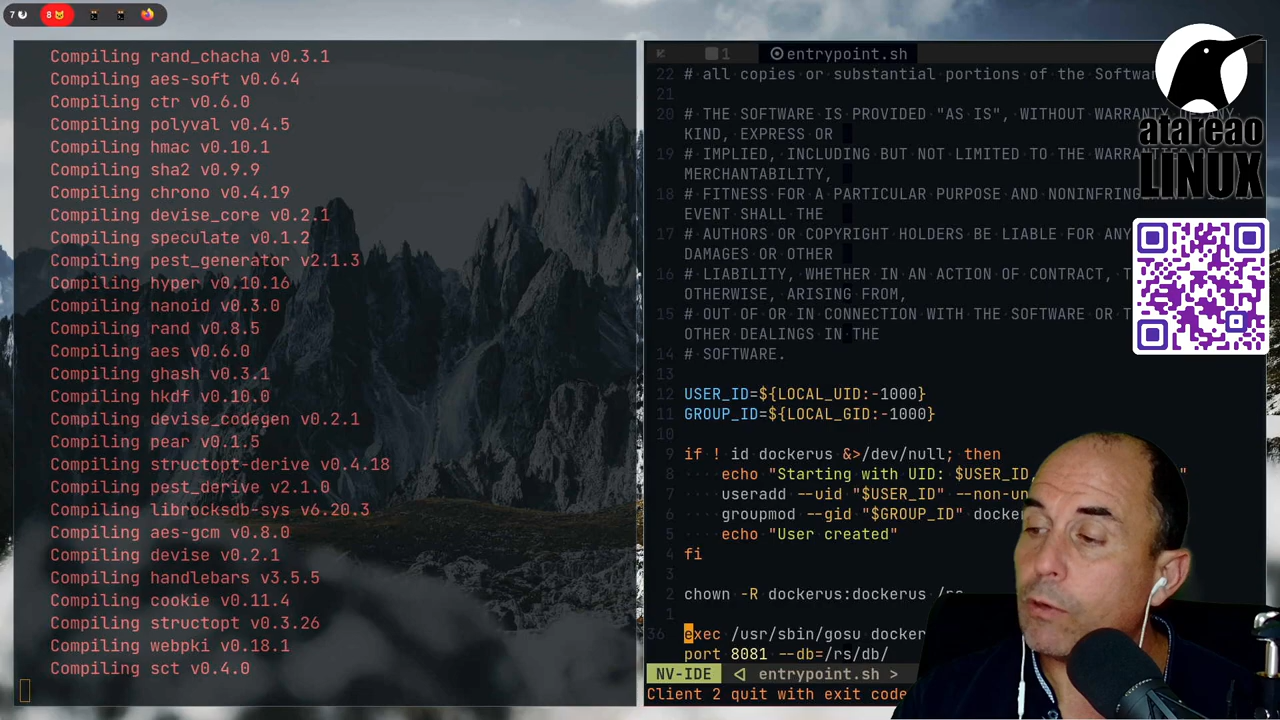 7
8
Compiling rand_chacha v0.3.1
Compiling aes-soft v0.6.4
Compiling ctr v0.6.0
Compiling polyval v0.4.5
Compiling hmac v0.10.1
Compiling sha2 v0.9.9
Compiling chrono v0.4.19
Compiling devise_core v0.2.1
Compiling speculate v0.1.2
Compiling pest_generator v2.1.3
Compiling hyper v0.10.16
Compiling nanoid v0.3.0
Compiling rand v0.8.5
Compiling aes v0.6.0
Compiling ghash v0.3.1
Compiling hkdf v0.10.0
Compiling devise_codegen v0.2.1
Compiling pear v0.1.5
Compiling structopt-derive v0.4.18
Compiling pest_derive v2.1.0
Compiling librocksdb-sys v6.20.3
Compiling aes-gcm v0.8.0
Compiling devise v0.2.1
Compiling handlebars v3.5.5
Compiling cookie v0.11.4
Compiling structopt v0.3.26
Compiling webpki v0.18.1
Compiling sct v0.4.0
1 entrypoint.sh
22 # all copies or substantial portions of the
21
20 # THE SOFTWARE IS PROVIDED "AS IS", WITHOUT WARRANTY
KIND, EXPRESS OR
19 # IMPLIED, INCLUDING BUT NOT LIMITED TO THE
MERCHANTABILITY,
18 # FITNESS FOR A PARTICULAR PURPOSE AND
EVENT SHALL THE
17 # AUTHORS OR COPYRIGHT HOLDERS BE LIABLE FOR ANY
DAMAGES OR OTHER
16 # LIABILITY, WHETHER IN AN ACTION OF CONTRACT,
OTHERWISE, ARISING FROM,
15 # OUT OF OR IN CONNECTION WITH THE SOFTWARE OR
OTHER DEALINGS IN THE
14 # SOFTWARE.
13
12 USER_ID=${LOCAL_UID:-1000}
11 GROUP_ID=${LOCAL_GID:-1000}
10
9 if ! id dockerus &>/dev/null; then
8 echo "Starting with UID: $USER_ID,
7 useradd --uid "$USER_ID"
6 groupmod --gid "$GROUP_ID"
5 echo "User created"
4 fi
3
2 chown -R dockerus:dockerus
1
36 exec /usr/sbin/gosu
port 8081 --db=/rs/db/
NV-IDE entrypoint.sh >
Client 2 quit with exit code
atareao
LINUX